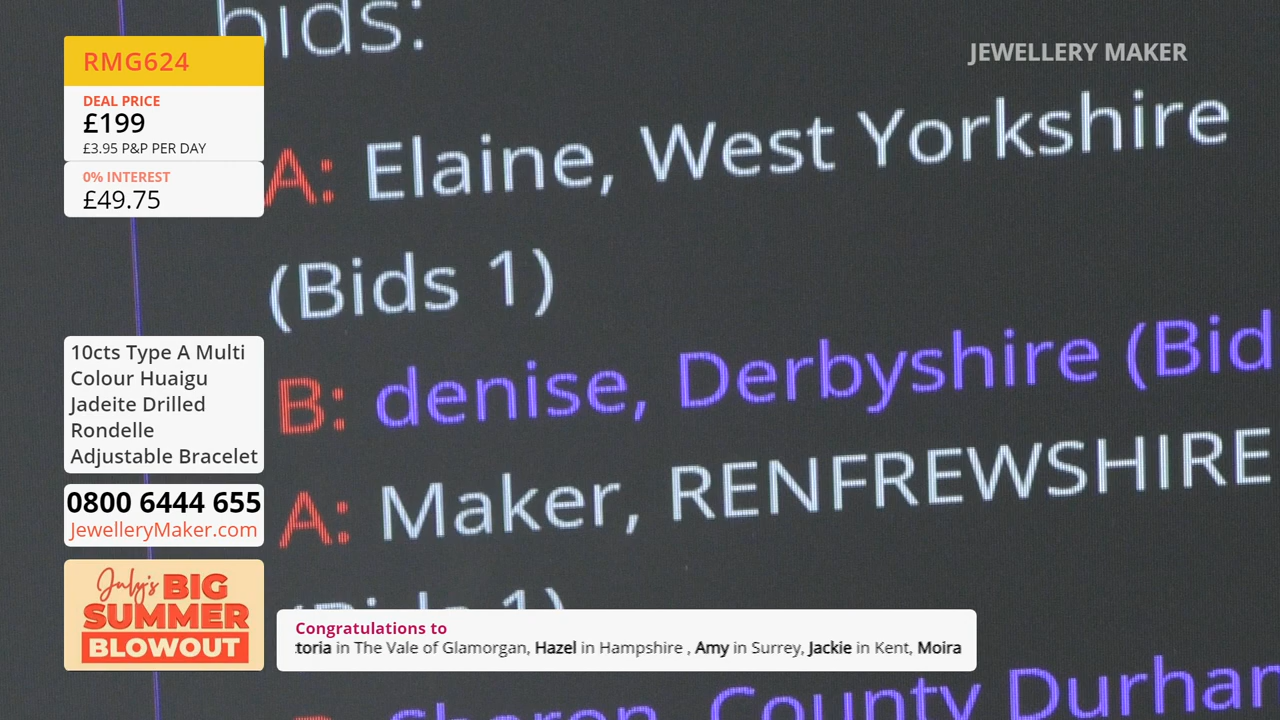 bids:
JEWELLERY MAKER
RMG624
DEAL PRICE
£199
£3.95 P&P PER DAY
0% INTEREST
£49.75
A: Elaine, West Yorkshire
(Bids 1)
B: denise, Derbyshire (Bid
A: Maker, RENFREWSHIRE
(Bids 1)
Sharon, County Durham
10cts Type A Multi
Colour Huaigu
Jadeite Drilled
Rondelle
Adjustable Bracelet
0800 6444 655
JewelleryMaker.com
July's BIG
SUMMER
BLOWOUT
Congratulations to
toria in The Vale of Glamorgan, Hazel in Hampshire , Amy in Surrey, Jackie in Kent, Moira